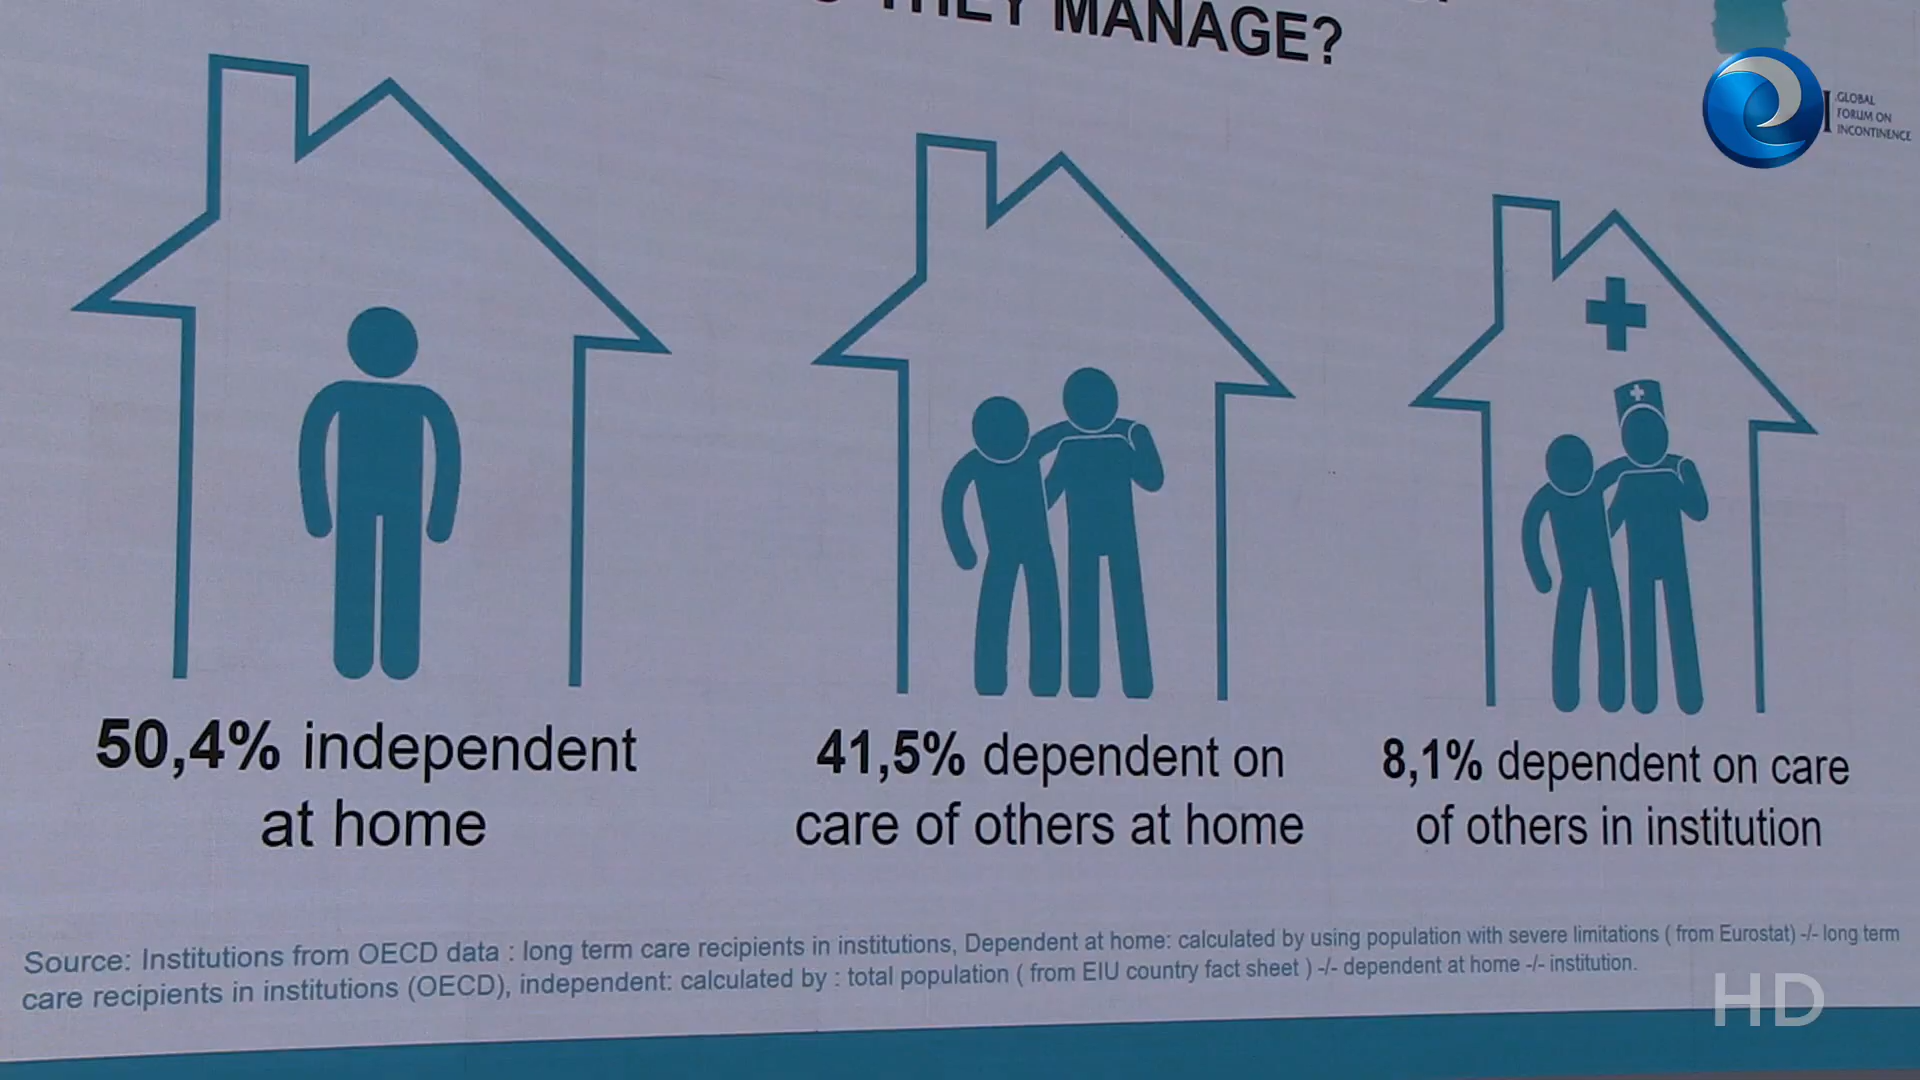 THEY MANAGE?
GLOBAL
FORUM ON
INCONTINENCE
50,4% independent
at home
41,5% dependent on
care of others at home
8,1% dependent on care
of others in institution
Source: Institutions from OECD data : long term care recipients in institutions, Dependent at home: calculated by using population with severe limitations ( from Eurostat) -/- long term
care recipients in institutions (OECD), independent: calculated by : total population ( from EIU country fact sheet ) -/- dependent at home -/- institution.
HD